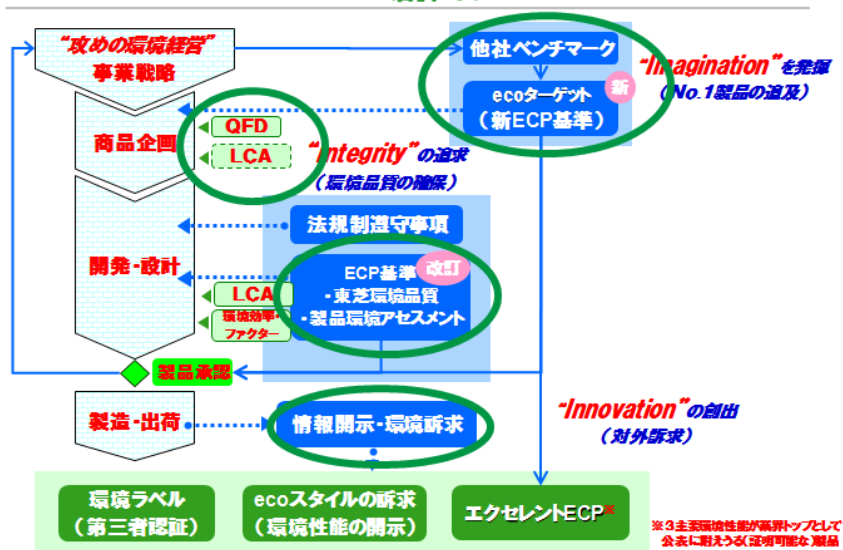 “攻めの環境経営”
事業戦略
他社ベンチマーク
“Imagination”を発揮
（No.1製品の追及）
ecoターゲット
（新ECP基準）
新
商品企画
QFD
LCA
“Integrity”の追求
（環境品質の確保）
法規制遵守事項
開発・設計
ECP基準
改訂
・東芝環境品質
・製品環境アセスメント
LCA
環境効率・
ファクター
製品承認
製造・出荷
情報開示・環境訴求
“Innovation”の創出
（対外訴求）
環境ラベル
（第三者認証）
ecoスタイルの訴求
（環境性能の開示）
エクセレントECP※
※３主要環境性能が業界トップとして
公表に耐えうる（証明可能な）製品